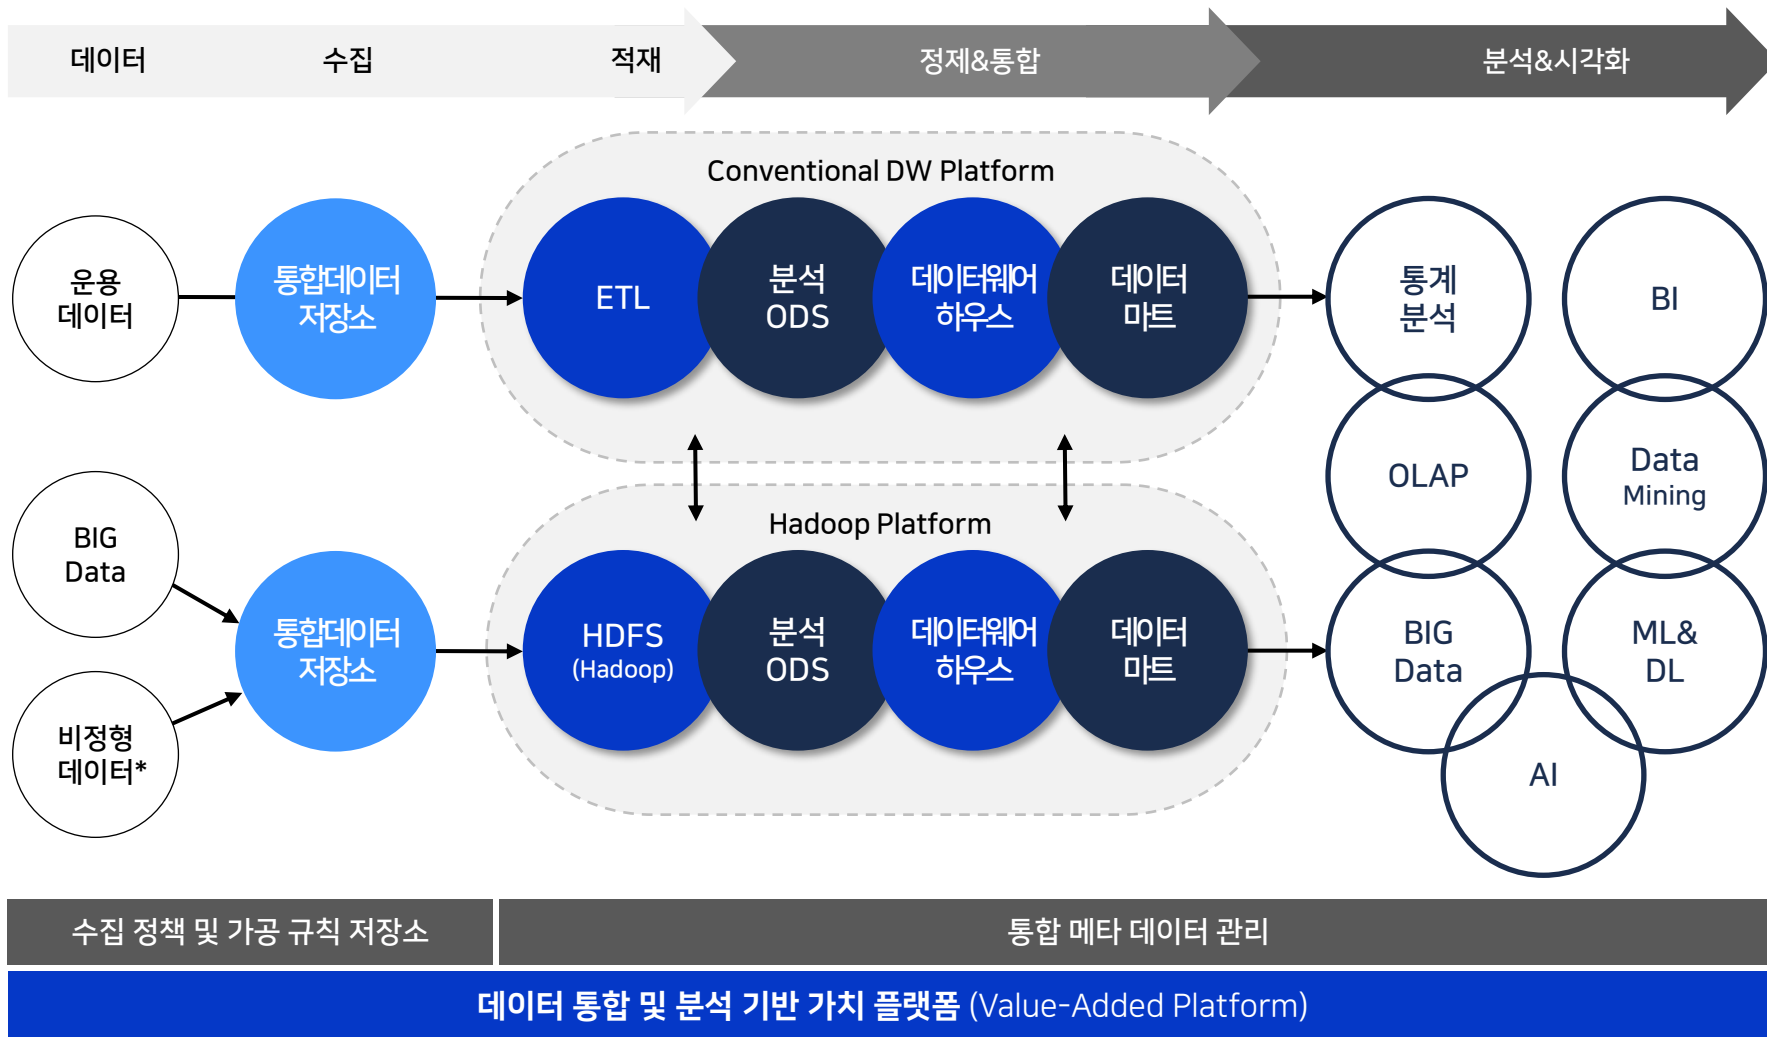 데이터
수집
적재
정제&통합
분석&시각화
Conventional DW Platform
운용
데이터
통합데이터
저장소
ETL
분석
ODS
데이터웨어
하우스
데이터
마트
통계
분석
BI
OLAP
Data
Mining
BIG
Data
비정형
데이터*
통합데이터
저장소
Hadoop Platform
HDFS
(Hadoop)
분석
ODS
데이터웨어
하우스
데이터
마트
BIG
Data
ML&
DL
AI
수집 정책 및 가공 규칙 저장소
통합 메타 데이터 관리
데이터 통합 및 분석 기반 가치 플랫폼 (Value-Added Platform)